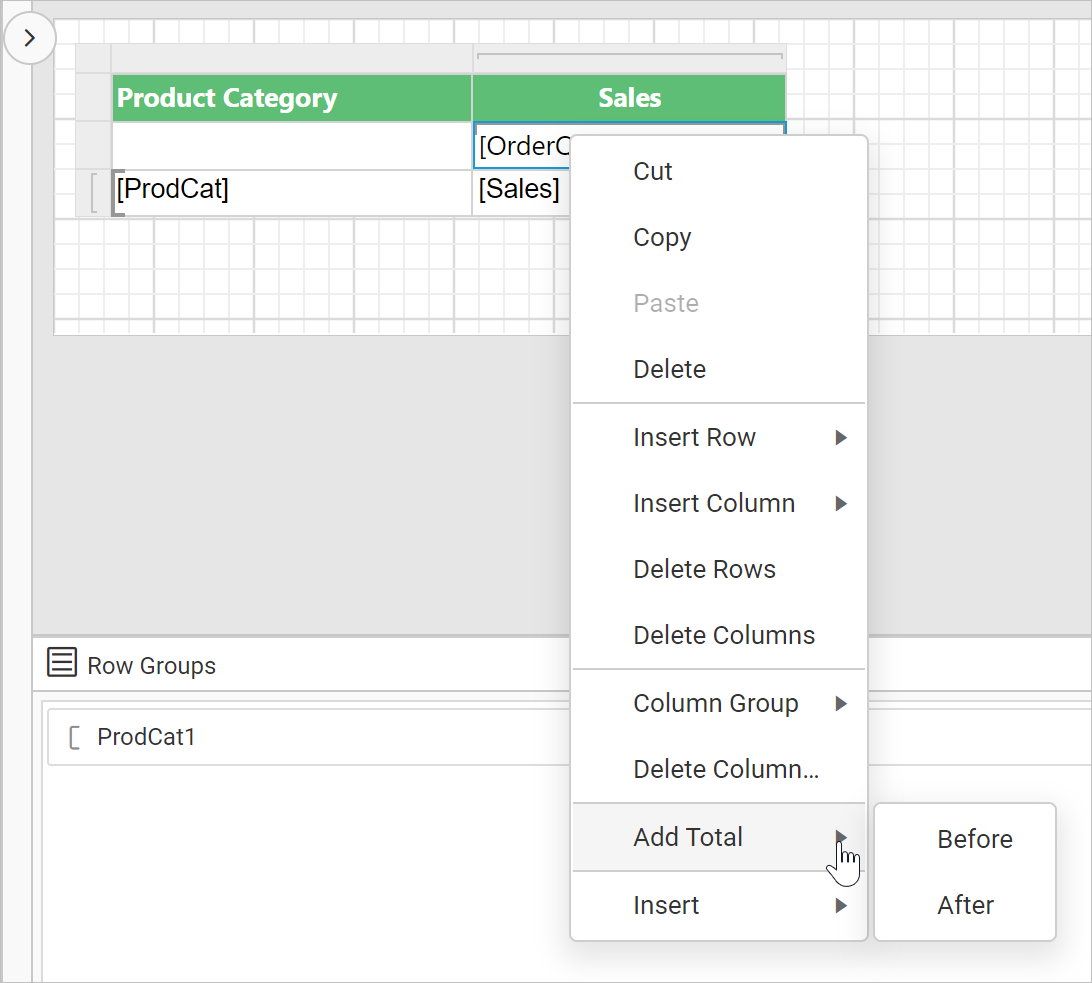 Product Category
Sales
[OrderC
[ProdCat]
[Sales]
Cut
Copy
Paste
Delete
Insert Row
Insert Column
Delete Rows
Delete Columns
Column Group
Delete Column...
Add Total
Insert
Before
After
Row Groups
ProdCat1